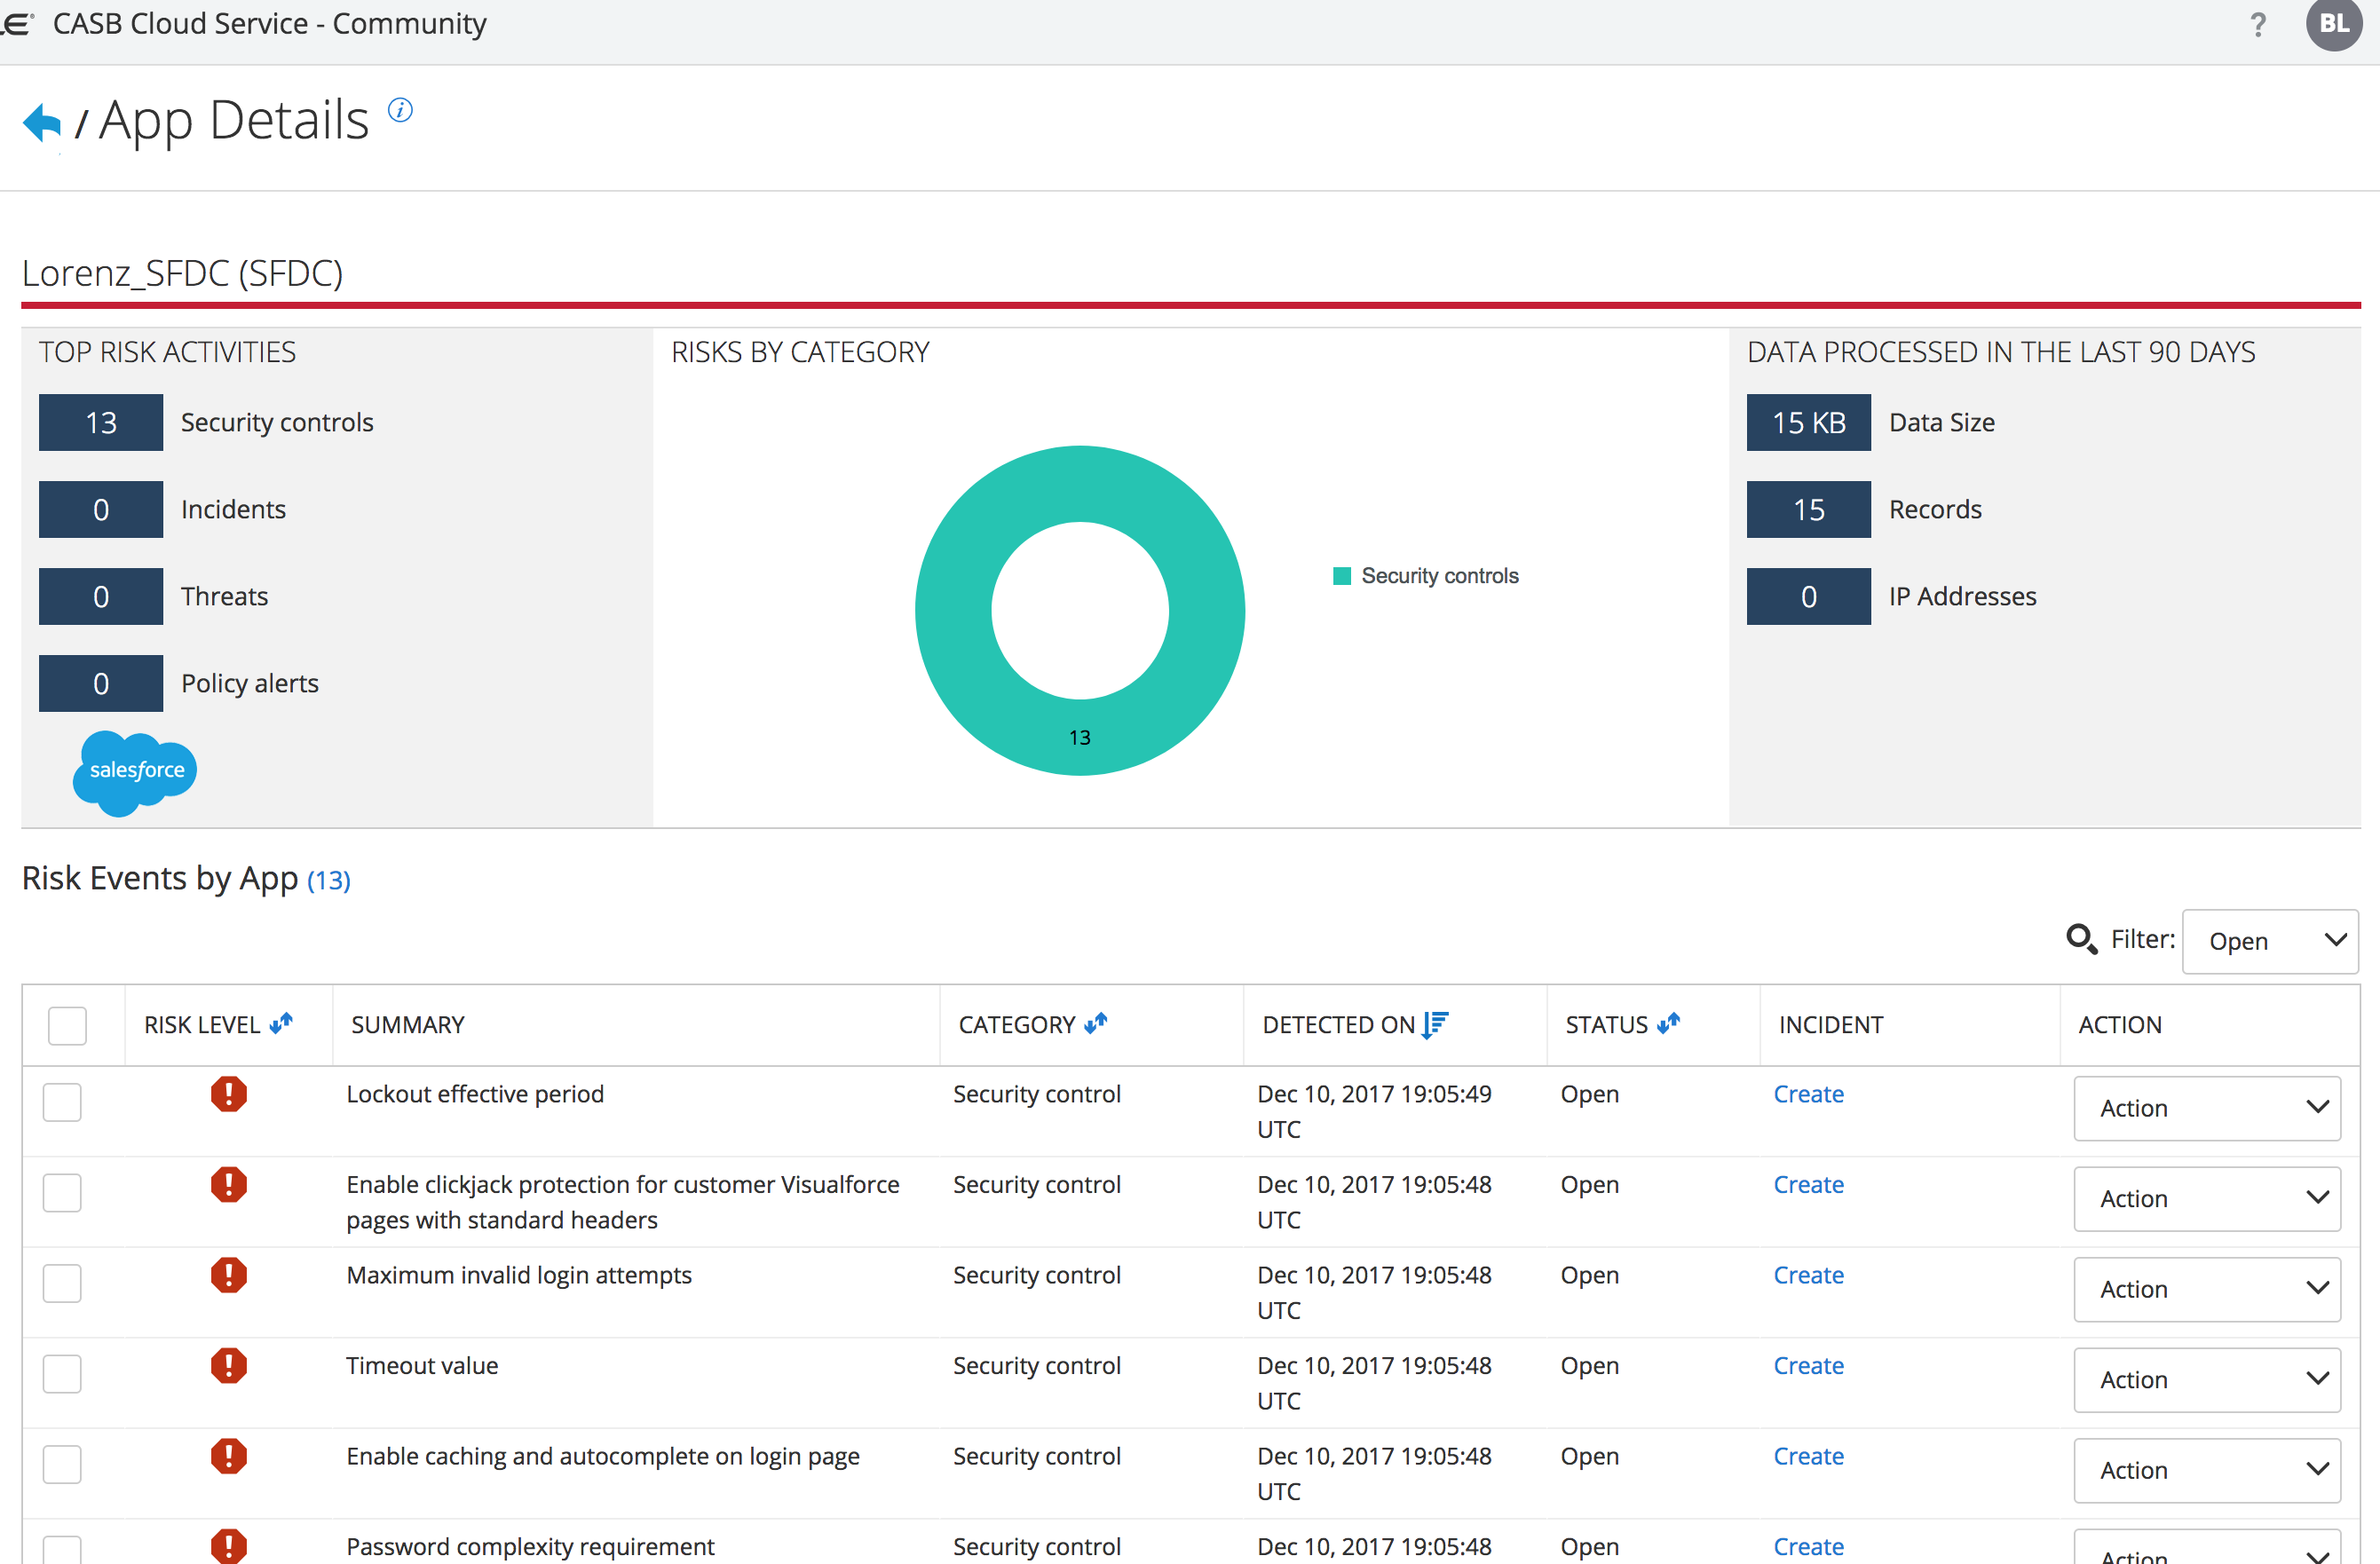 CASB Cloud Service - Community
?
BL
/ App Details i
Lorenz_SFDC (SFDC)
TOP RISK ACTIVITIES
13 Security controls
0 Incidents
0 Threats
0 Policy alerts
salesforce
RISKS BY CATEGORY
13
Security controls
DATA PROCESSED IN THE LAST 90 DAYS
15 KB Data Size
15 Records
0 IP Addresses
Risk Events by App (13)
Filter: Open
RISK LEVEL SUMMARY CATEGORY DETECTED ON STATUS INCIDENT ACTION
! Lockout effective period Security control Dec 10, 2017 19:05:49 Open Create Action
UTC
! Enable clickjack protection for customer Visualforce Security control Dec 10, 2017 19:05:48 Open Create Action
pages with standard headers UTC
! Maximum invalid login attempts Security control Dec 10, 2017 19:05:48 Open Create Action
UTC
! Timeout value Security control Dec 10, 2017 19:05:48 Open Create Action
UTC
! Enable caching and autocomplete on login page Security control Dec 10, 2017 19:05:48 Open Create Action
UTC
! Password complexity requirement Security control Dec 10, 2017 19:05:48 Open Create Action